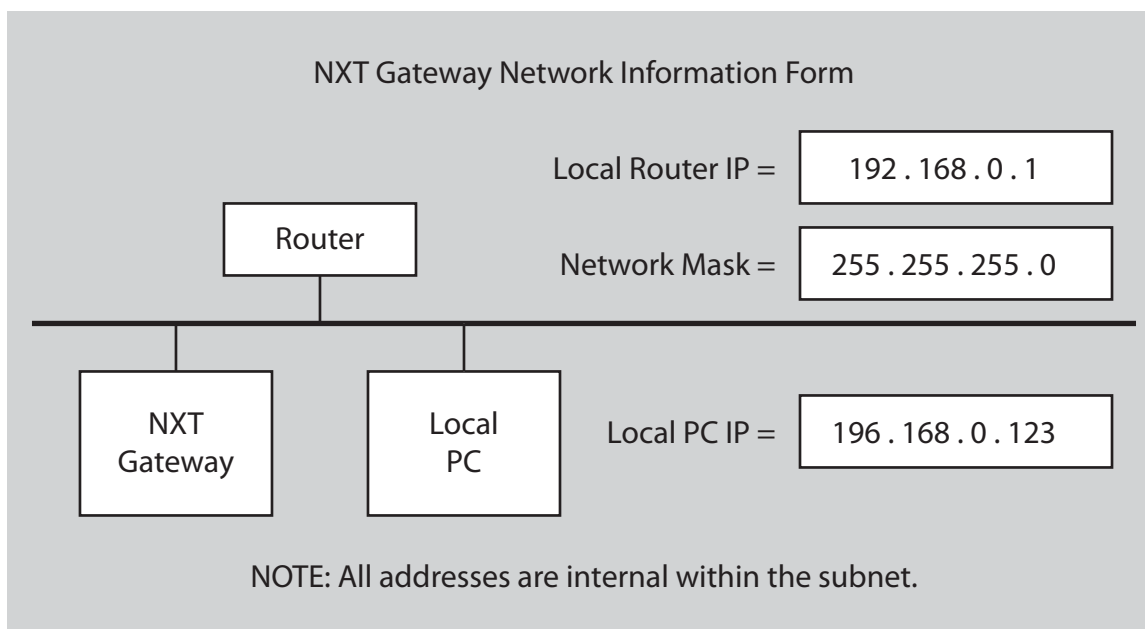 NXT Gateway Network Information Form
Local Router IP = 192 . 168 . 0 . 1
Router
Network Mask = 255 . 255 . 255 . 0
NXT
Gateway
Local
PC
Local PC IP = 196 . 168 . 0 . 123
NOTE: All addresses are internal within the subnet.